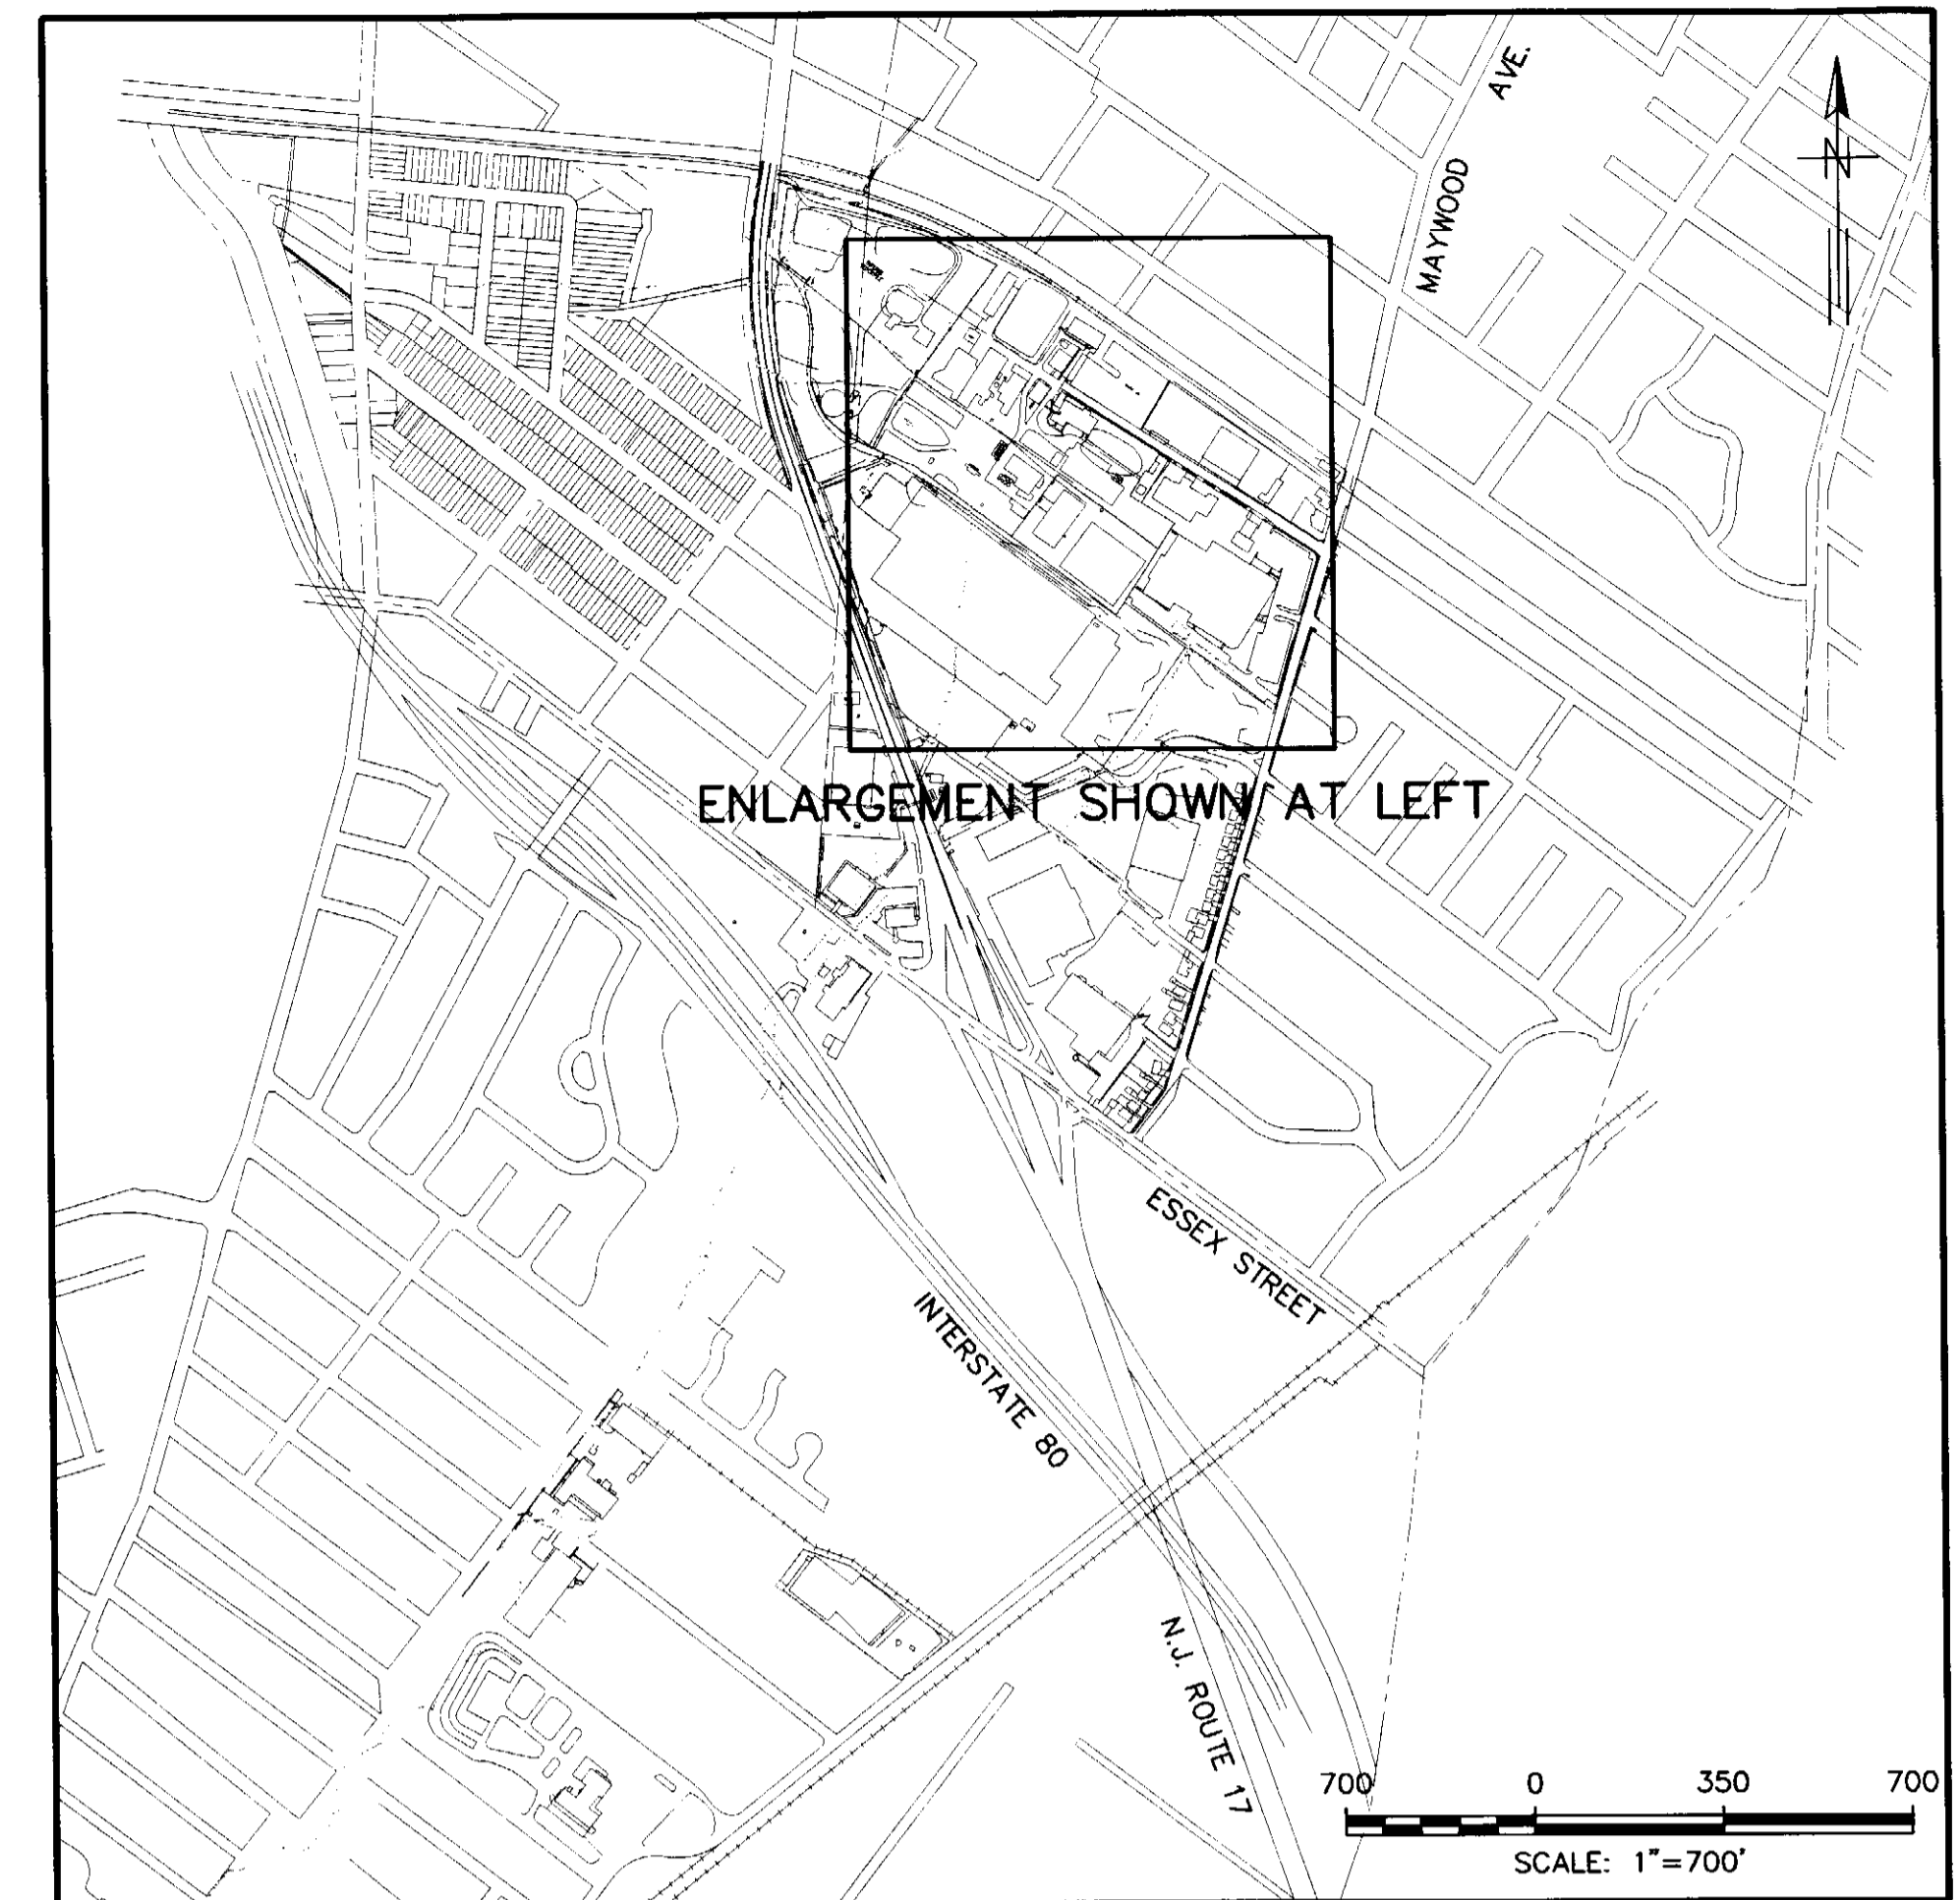 MAYWOOD AVE.
N
ENLARGEMENT SHOWN AT LEFT
ESSEX STREET
INTERSTATE 80
N.J. ROUTE 17
700 0 350 700
SCALE: 1"=700'